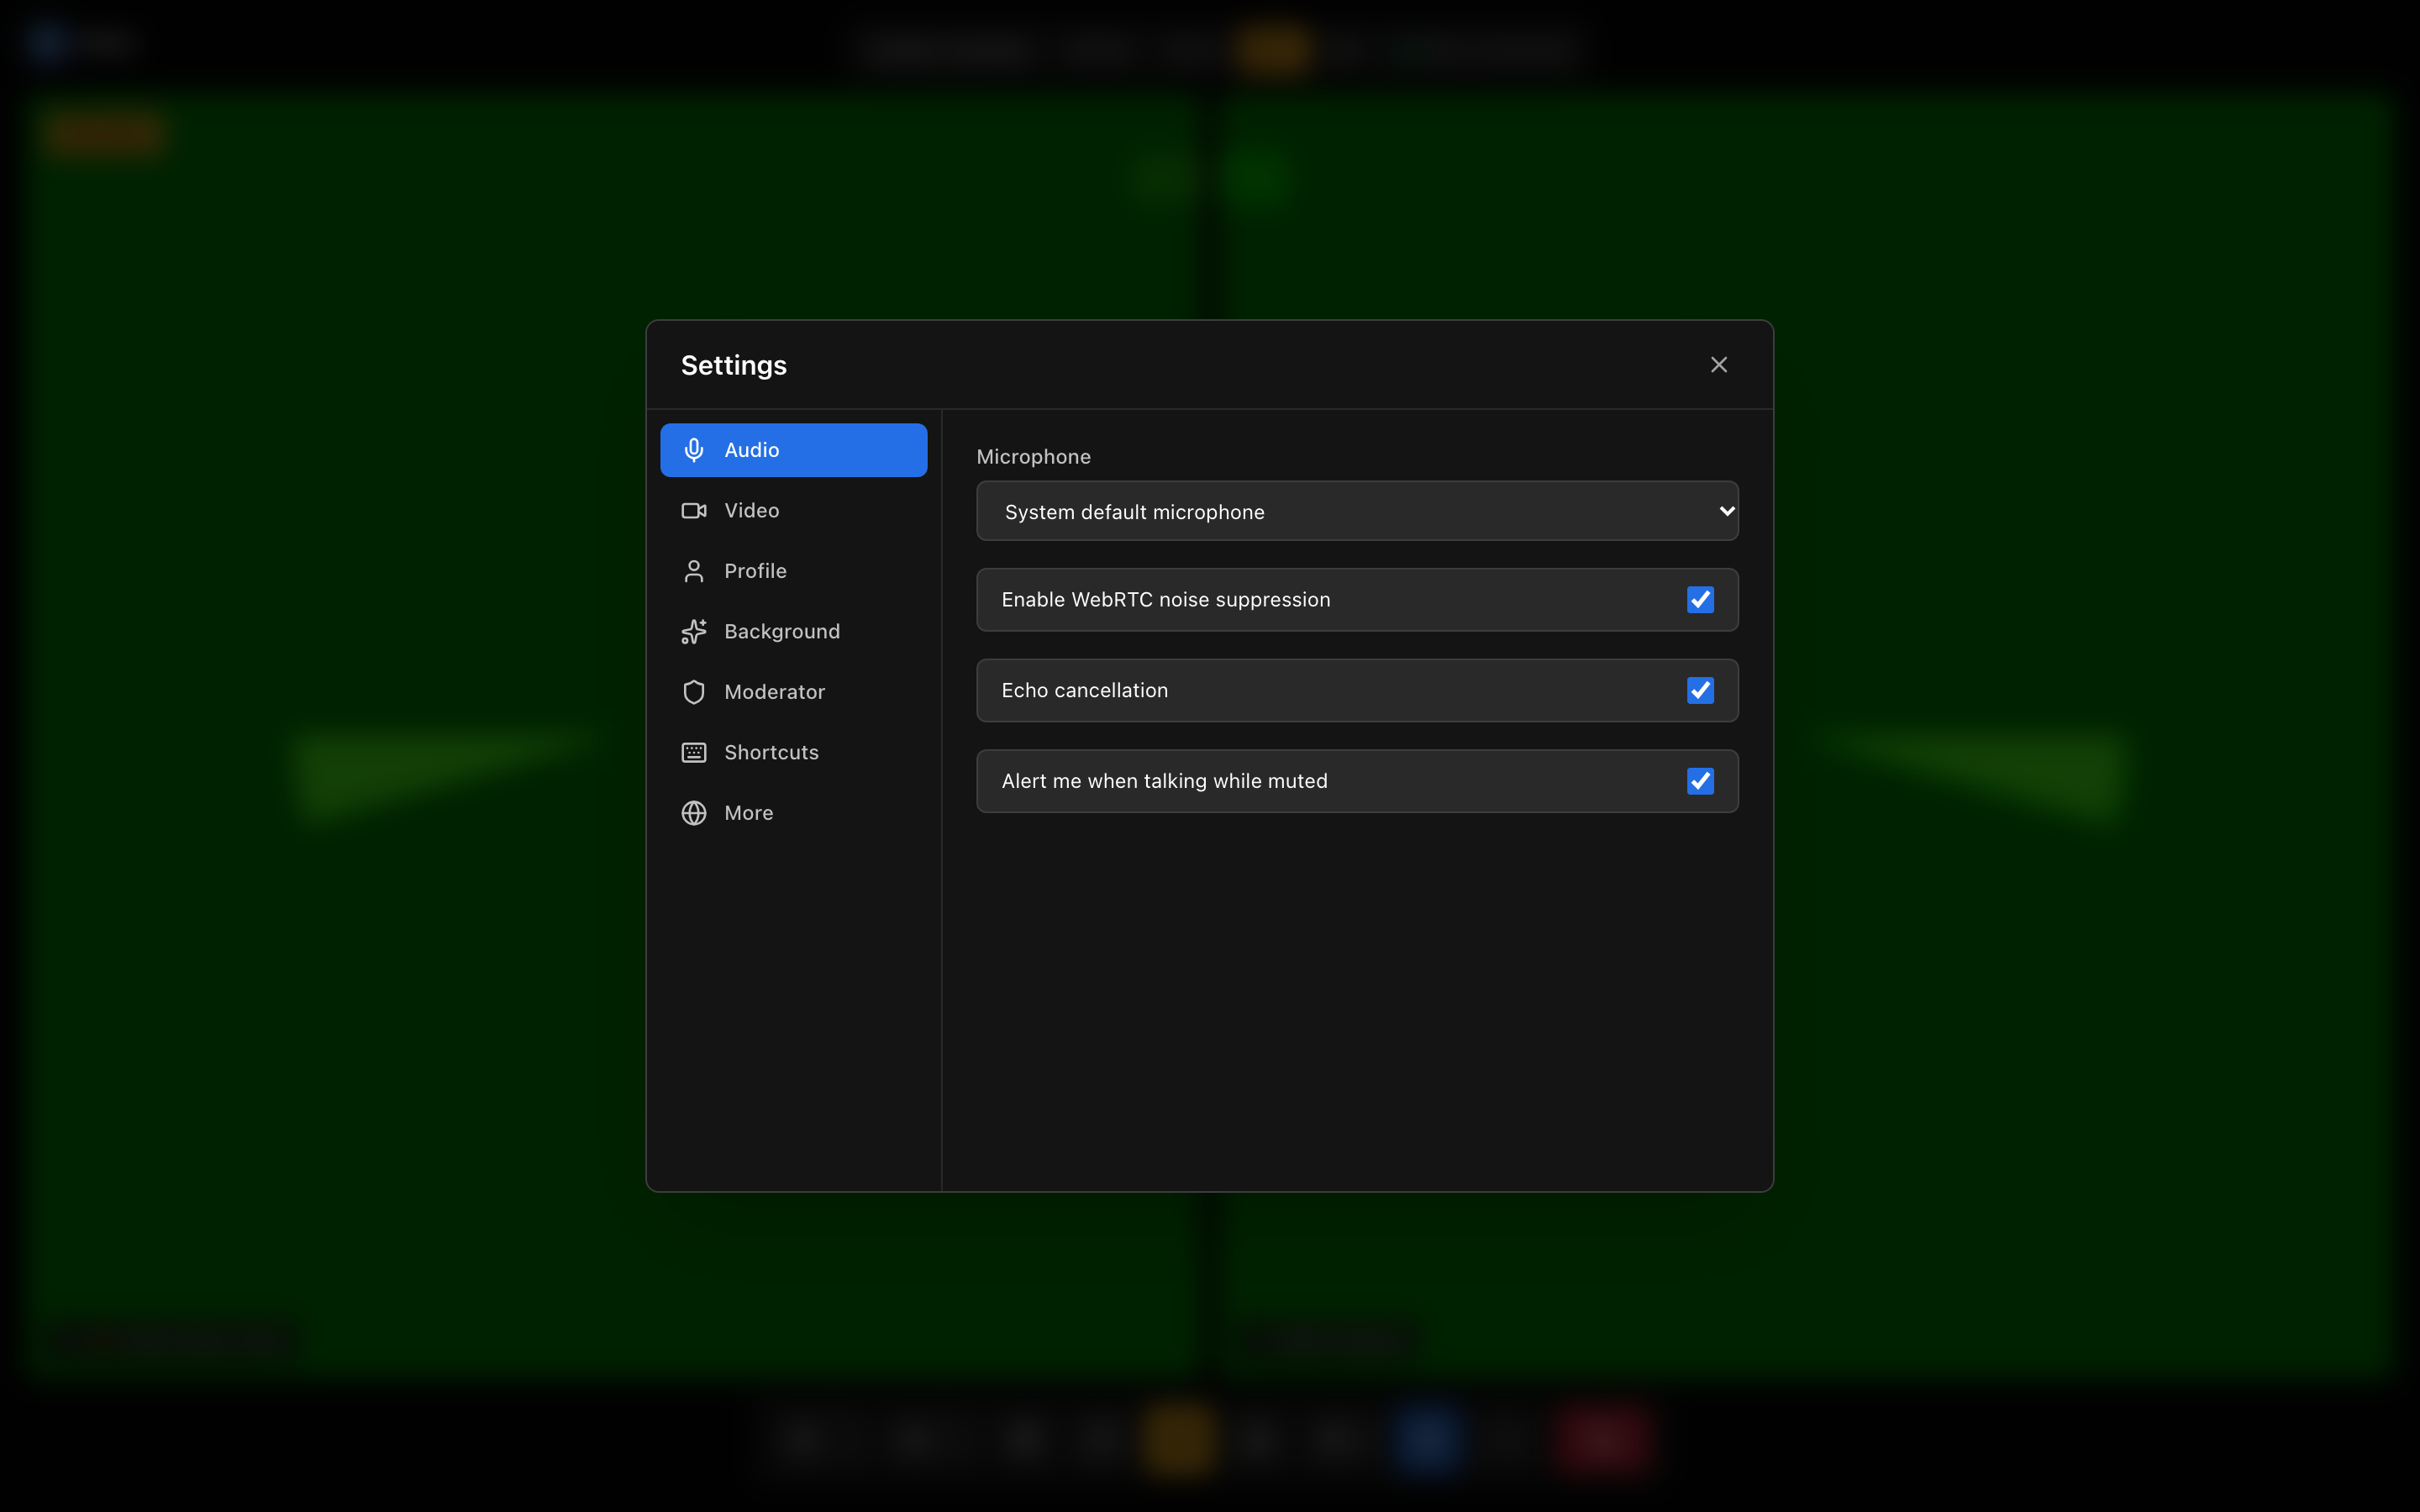 Settings
Audio
Video
Profile
Background
Moderator
Shortcuts
More
Microphone
System default microphone
Enable WebRTC noise suppression
Echo cancellation
Alert me when talking while muted